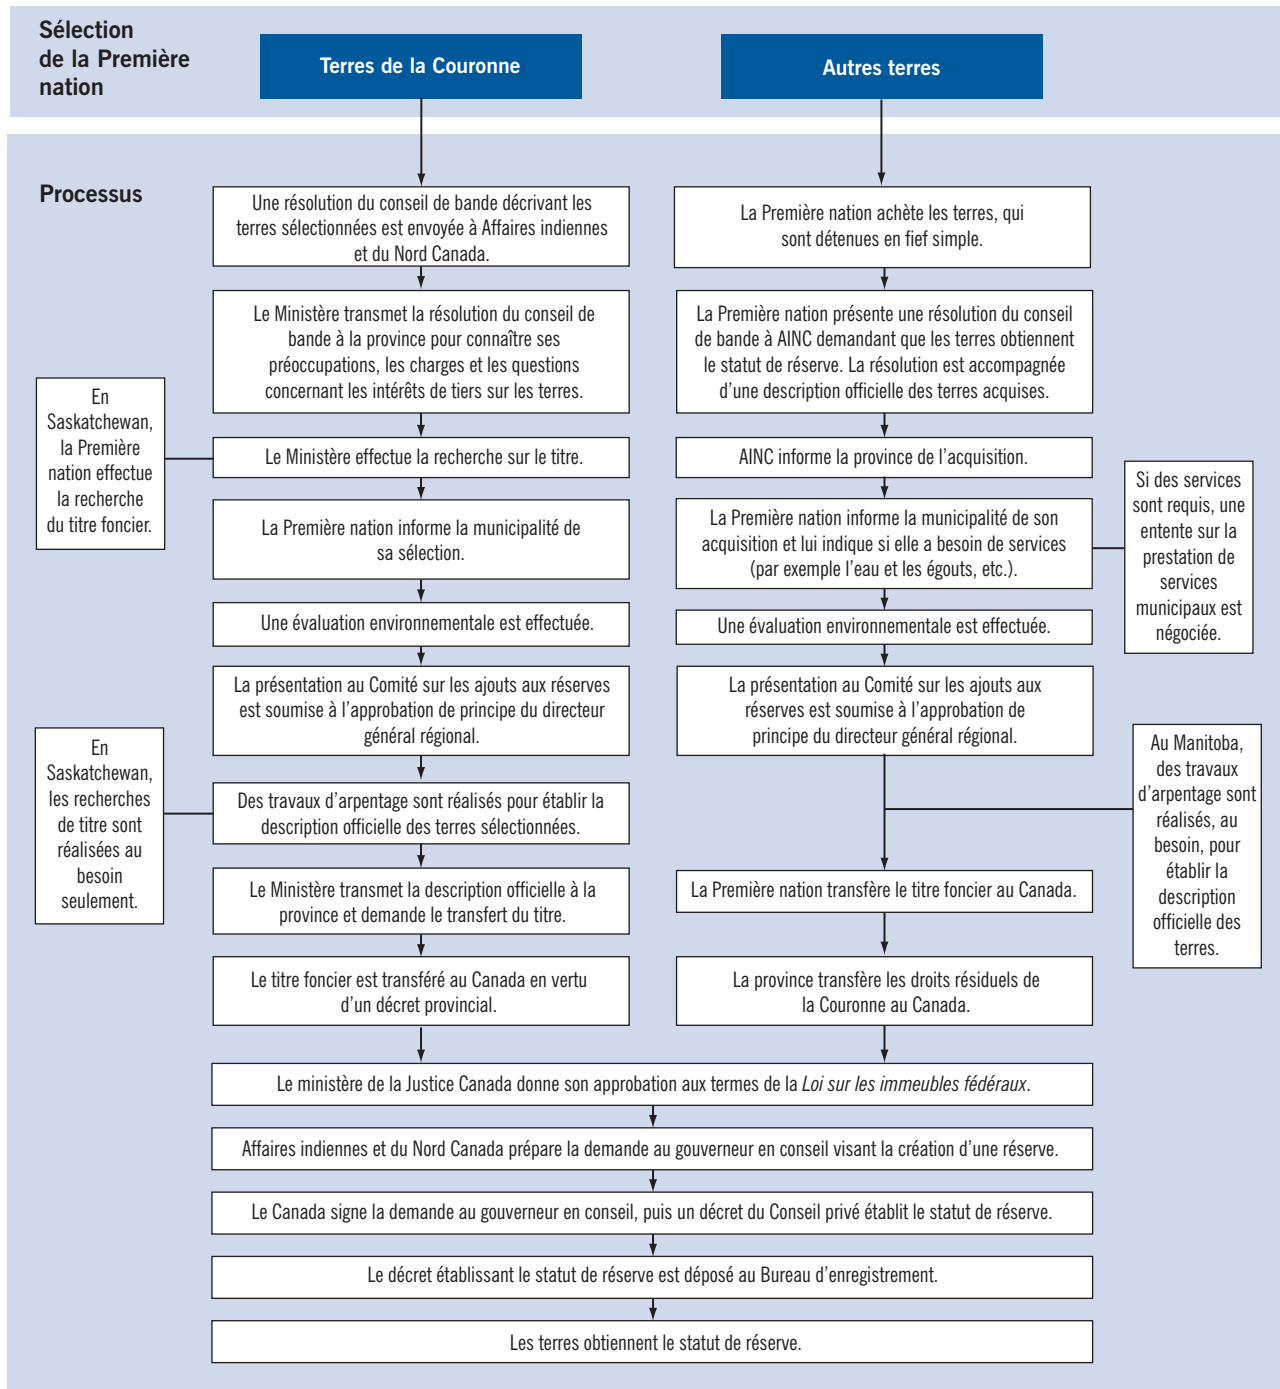 Sélection
de la Première
nation
Terres de la Couronne
Autres terres
Processus
Une résolution du conseil de bande décrivant les
terres sélectionnées est envoyée à Affaires indiennes
et du Nord Canada.
Le Ministère transmet la résolution du conseil de
bande à la province pour connaître ses
préoccupations, les charges et les questions
concernant les intérêts de tiers sur les terres.
En
Saskatchewan,
la Première
nation effectue
la recherche
du titre foncier.
Le Ministère effectue la recherche sur le titre.
La Première nation informe la municipalité de
sa sélection.
Une évaluation environnementale est effectuée.
La présentation au Comité sur les ajouts aux réserves
est soumise à l'approbation de principe du directeur
général régional.
En
Saskatchewan,
les recherches
de titre sont
réalisées au
besoin
seulement.
Des travaux d'arpentage sont réalisés pour établir la
description officielle des terres sélectionnées.
Le Ministère transmet la description officielle à la
province et demande le transfert du titre.
Le titre foncier est transféré au Canada en vertu
d'un décret provincial.
La Première nation achète les terres, qui
sont détenues en fief simple.
La Première nation présente une résolution du conseil
de bande à AINC demandant que les terres obtiennent
le statut de réserve. La résolution est accompagnée
d'une description officielle des terres acquises.
AINC informe la province de l'acquisition.
La Première nation informe la municipalité de son
acquisition et lui indique si elle a besoin de services
(par exemple l'eau et les égouts, etc.).
Si des services
sont requis, une
entente sur la
prestation de
services
municipaux est
négociée.
Une évaluation environnementale est effectuée.
La présentation au Comité sur les ajouts aux
réserves est soumise à l'approbation de
principe du directeur général régional.
Au Manitoba,
des travaux
d'arpentage sont
réalisés, au
besoin, pour
établir la
description
officielle des
terres.
La Première nation transfère le titre foncier au Canada.
La province transfère les droits résiduels de
la Couronne au Canada.
Le ministère de la Justice Canada donne son approbation aux termes de la Loi sur les immeubles fédéraux.
Affaires indiennes et du Nord Canada prépare la demande au gouverneur en conseil visant la création d'une réserve.
Le Canada signe la demande au gouverneur en conseil, puis un décret du Conseil privé établit le statut de réserve.
Le décret établissant le statut de réserve est déposé au Bureau d'enregistrement.
Les terres obtiennent le statut de réserve.